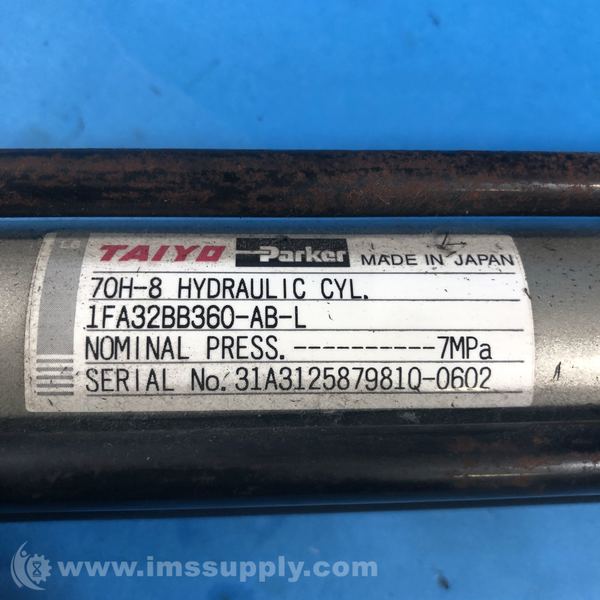 TAIYO Parker MADE IN JAPAN
70H-8 HYDRAULIC CYL.
1FA32BB360-AB-L
NOMINAL PRESS. ----------7MPa
SERIAL No. 31A312587981Q-0602
www.imssupply.com